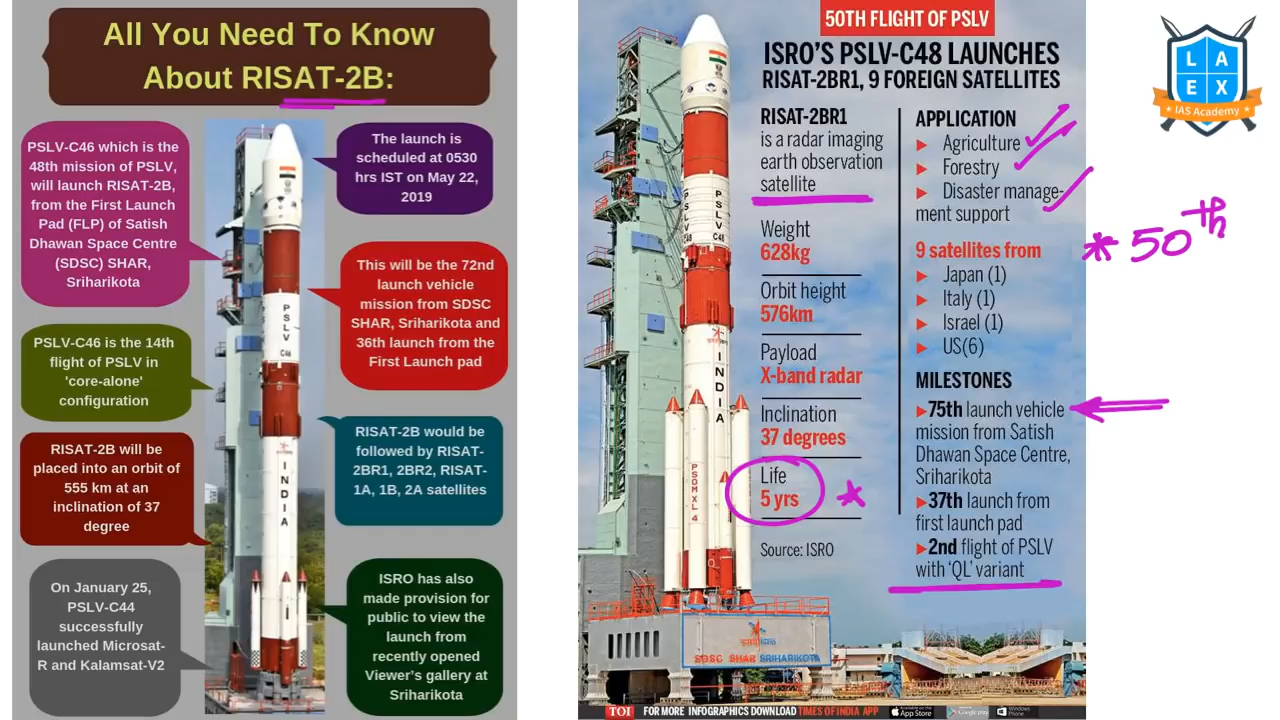 All You Need To Know
About RISAT-2B:
PSLV-C46 which is the
48th mission of PSLV,
will launch RISAT-2B,
from the First Launch
Pad (FLP) of Satish
Dhawan Space Centre
(SDSC) SHAR,
Sriharikota
The launch is
scheduled at 0530
hrs IST on May 22,
2019
This will be the 72nd
launch vehicle
mission from SDSC
SHAR, Sriharikota and
36th launch from the
First Launch pad
PSLV-C46 is the 14th
flight of PSLV in
'core-alone'
configuration
RISAT-2B would be
followed by RISAT-
2BR1, 2BR2, RISAT-
1A, 1B, 2A satellites
RISAT-2B will be
placed into an orbit of
555 km at an
inclination of 37
degree
On January 25,
PSLV-C44
successfully
launched Microsat-
R and Kalamsat-V2
ISRO has also
made provision for
public to view the
launch from
recently opened
Viewer's gallery at
Sriharikota
PSLV
C46
INDIA
50TH FLIGHT OF PSLV
ISRO'S PSLV-C48 LAUNCHES
RISAT-2BR1, 9 FOREIGN SATELLITES
RISAT-2BR1
is a radar imaging
earth observation
satellite
Weight
628kg
Orbit height
576km
Payload
X-band radar
Inclination
37 degrees
Life
5 yrs
Source: ISRO
APPLICATION
Agriculture
Forestry
Disaster manage-
ment support
9 satellites from
Japan (1)
Italy (1)
Israel (1)
US(6)
MILESTONES
75th launch vehicle
mission from Satish
Dhawan Space Centre,
Sriharikota
37th launch from
first launch pad
2nd flight of PSLV
with 'QL' variant
PSLV
C48
PSLV
C48
INDIA
PSOM XL 4
SDSC SHAR SRIHARIKOTA
TOI FOR MORE INFOGRAPHICS DOWNLOAD TIMES OF INDIA APP
Available on the
App Store
Google play
Windows
Phone
* 50th
L A
E X
IAS Academy